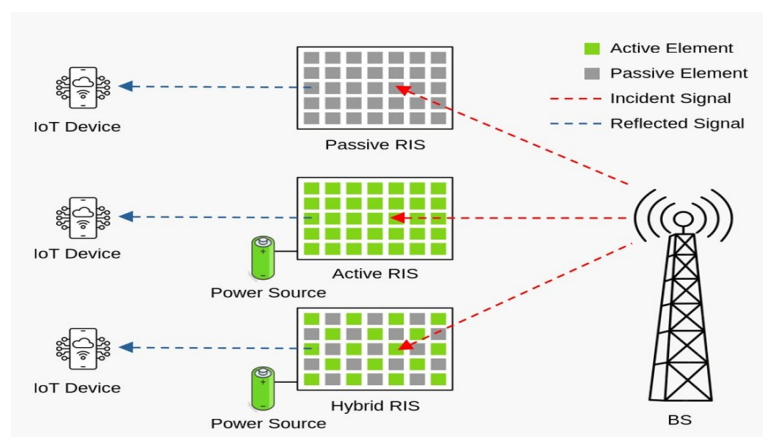 Active Element
Passive Element
Incident Signal
Reflected Signal
IoT Device
Passive RIS
IoT Device
Active RIS
Power Source
IoT Device
Hybrid RIS
Power Source
BS